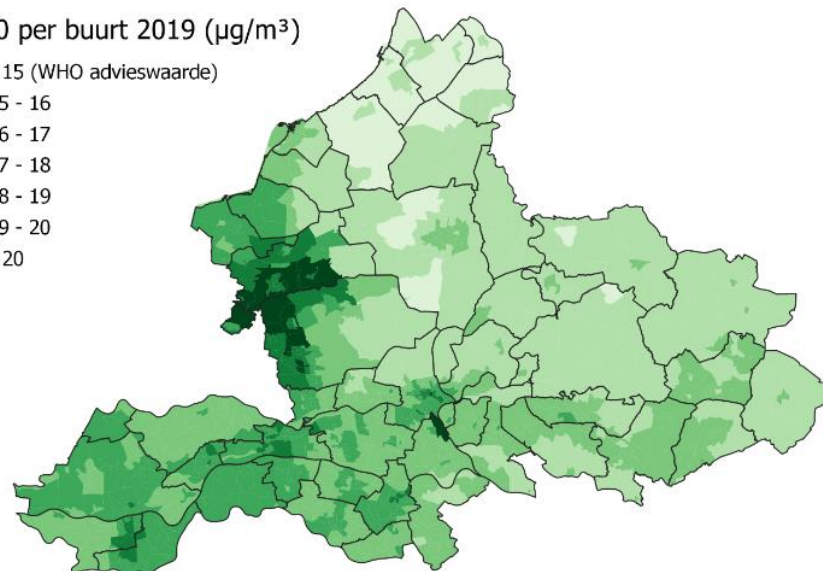 0 per buurt 2019 (µg/m³)
15 (WHO advieswaarde)
5 - 16
6 - 17
7 - 18
8 - 19
9 - 20
20